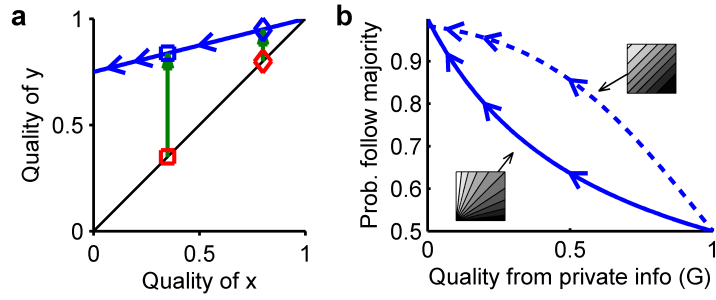 a
1
0.5
0
Quality of y
0
0.5
1
Quality of x
b
0.9
0.8
0.7
0.6
0.5
Prob. follow majority
0
0.5
1
Quality from private info (G)